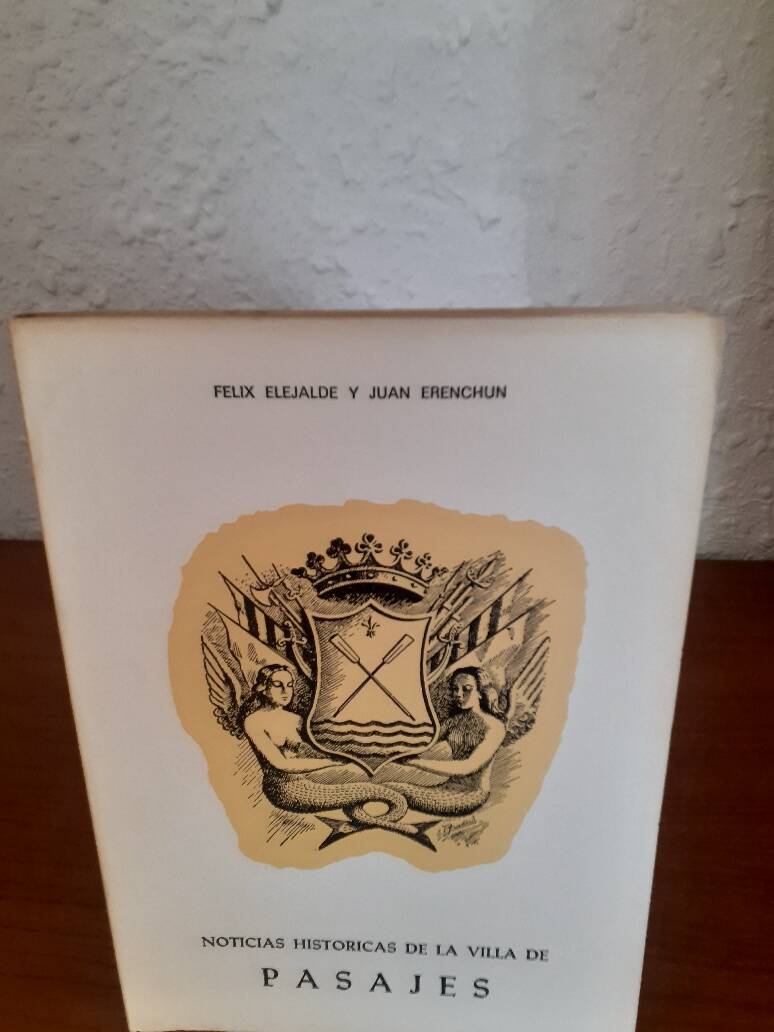 FELIX ELEJALDE Y JUAN ERENCHUN
NOTICIAS HISTORICAS DE LA VILLA DE
PASAJES